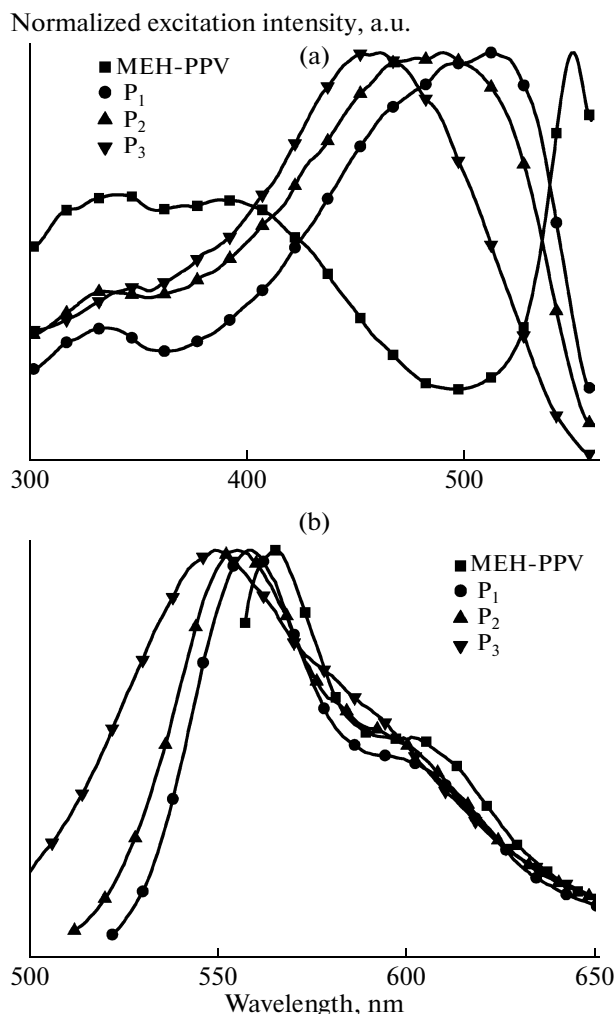 Normalized excitation intensity, a.u.
(a)
MEH-PPV
P₁
P₂
P₃
300 400 500
(b)
MEH-PPV
P₁
P₂
P₃
500 550 600 650
Wavelength, nm